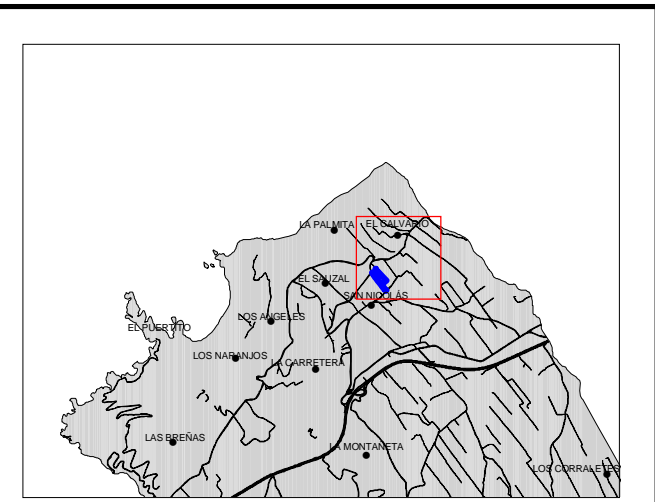 LA PALMITA
EL CALVARIO
EL SAUZAL
SAN NICOLÁS
LOS ANGELES
EL PUERTITO
LOS NARANJOS
LA CARRETERA
LAS BREÑAS
LA MONTAÑETA
LOS CORRALETES